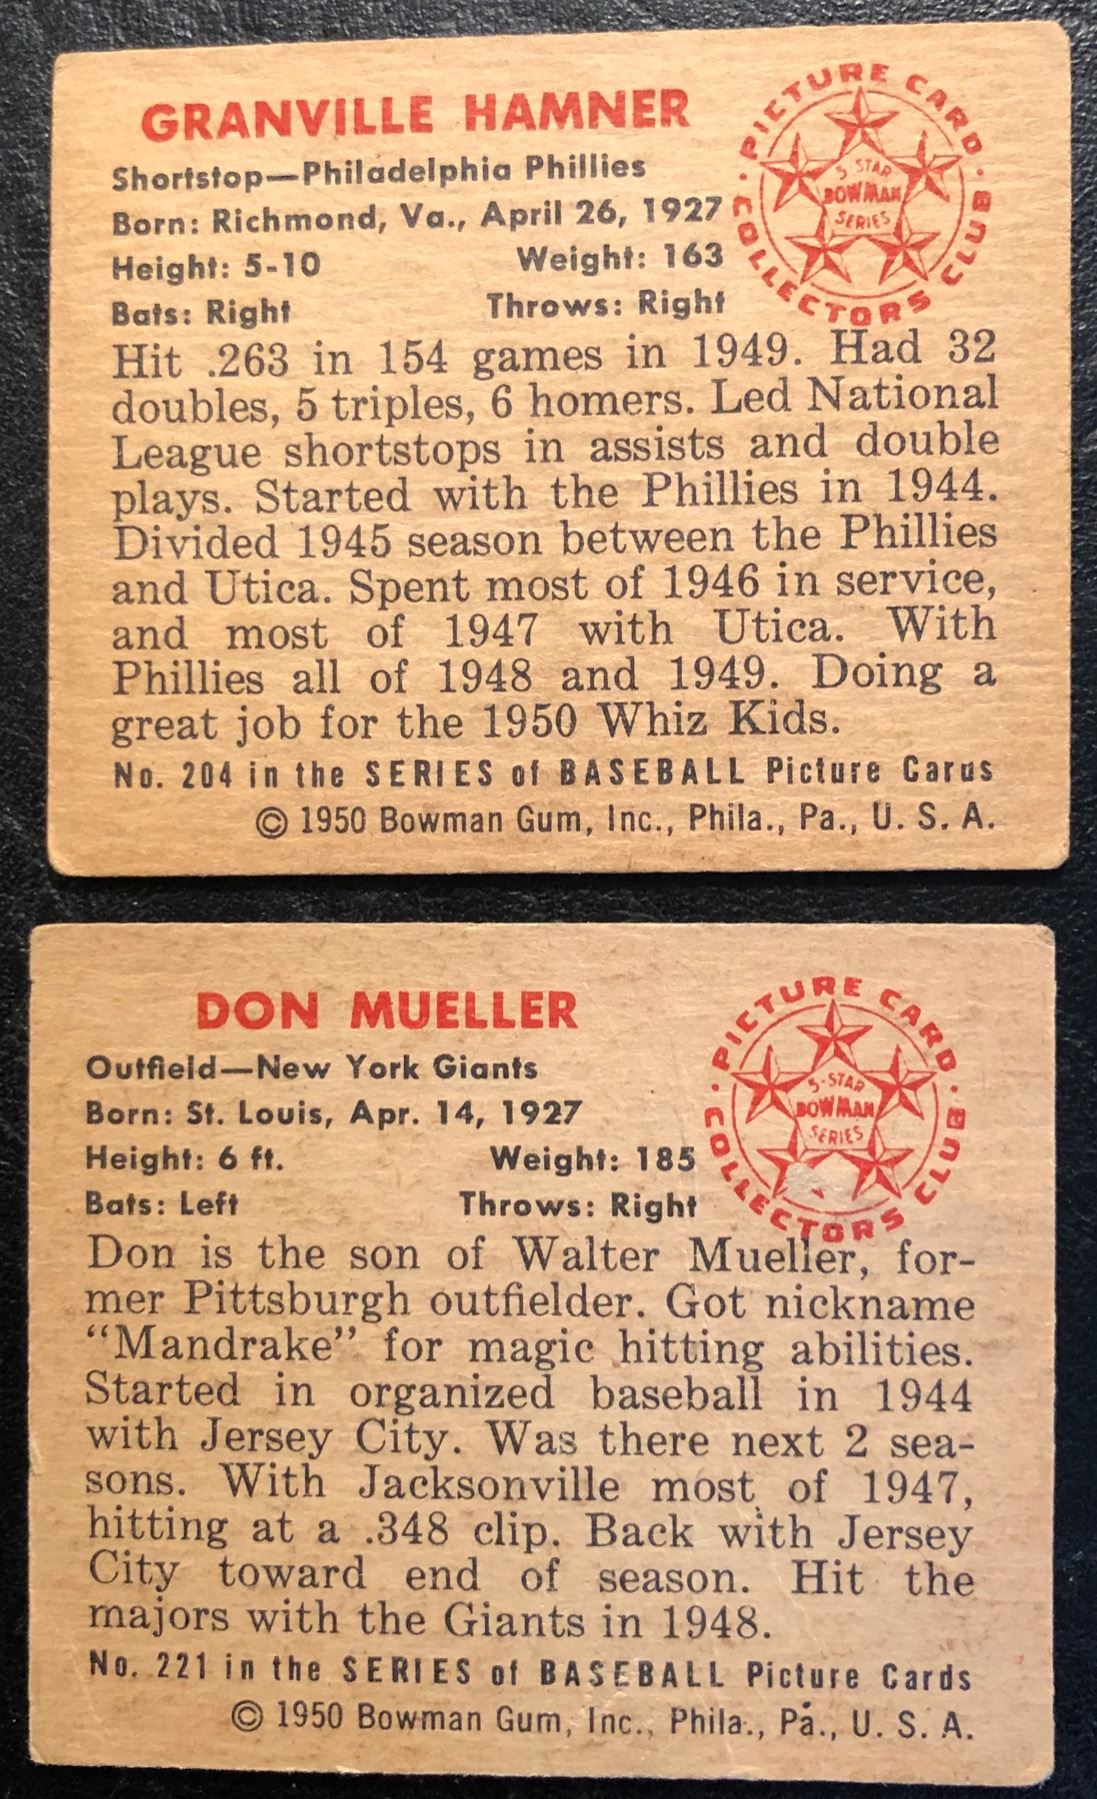 GRANVILLE HAMNER
Shortstop—Philadelphia Phillies
Born: Richmond, Va., April 26, 1927
Height: 5-10 Weight: 163
Bats: Right Throws: Right
PICTURE CARD
COLLECTORS CLUB
5-STAR
BOWMAN
SERIES
Hit .263 in 154 games in 1949. Had 32
doubles, 5 triples, 6 homers. Led National
League shortstops in assists and double
plays. Started with the Phillies in 1944.
Divided 1945 season between the Phillies
and Utica. Spent most of 1946 in service,
and most of 1947 with Utica. With
Phillies all of 1948 and 1949. Doing a
great job for the 1950 Whiz Kids.
No. 204 in the SERIES of BASEBALL Picture Cards
© 1950 Bowman Gum, Inc., Phila., Pa., U. S. A.
DON MUELLER
Outfield—New York Giants
Born: St. Louis, Apr. 14, 1927
Height: 6 ft. Weight: 185
Bats: Left Throws: Right
PICTURE CARD
COLLECTORS CLUB
5-STAR
BOWMAN
SERIES
Don is the son of Walter Mueller, for-
mer Pittsburgh outfielder. Got nickname
“Mandrake” for magic hitting abilities.
Started in organized baseball in 1944
with Jersey City. Was there next 2 sea-
sons. With Jacksonville most of 1947,
hitting at a .348 clip. Back with Jersey
City toward end of season. Hit the
majors with the Giants in 1948.
No. 221 in the SERIES of BASEBALL Picture Cards
© 1950 Bowman Gum, Inc., Phila., Pa., U. S. A.